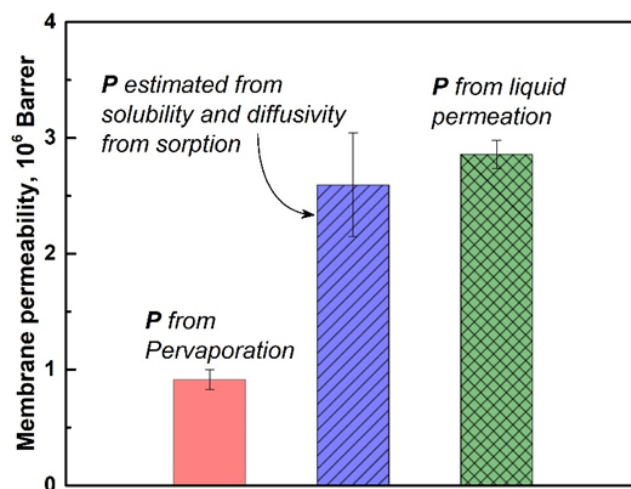 Membrane permeability, 10⁶ Barrer
4
3
2
1
0
P estimated from
solubility and diffusivity
from sorption
P from liquid
permeation
P from
Pervaporation